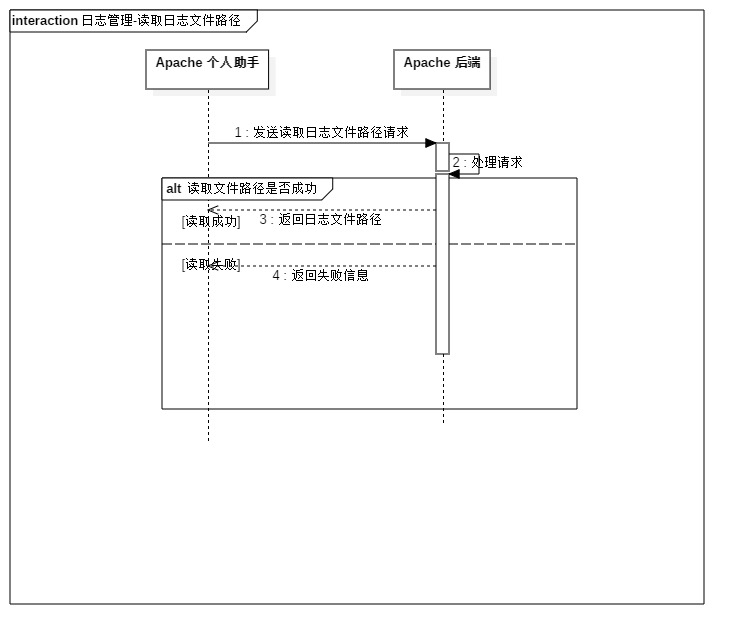 interaction 日志管理-读取日志文件路径
Apache 个人助手
Apache 后端
1 : 发送读取日志文件路径请求
2 : 处理请求
alt 读取文件路径是否成功
[读取成功]
3 : 返回日志文件路径
[读取失败]
4 : 返回失败信息